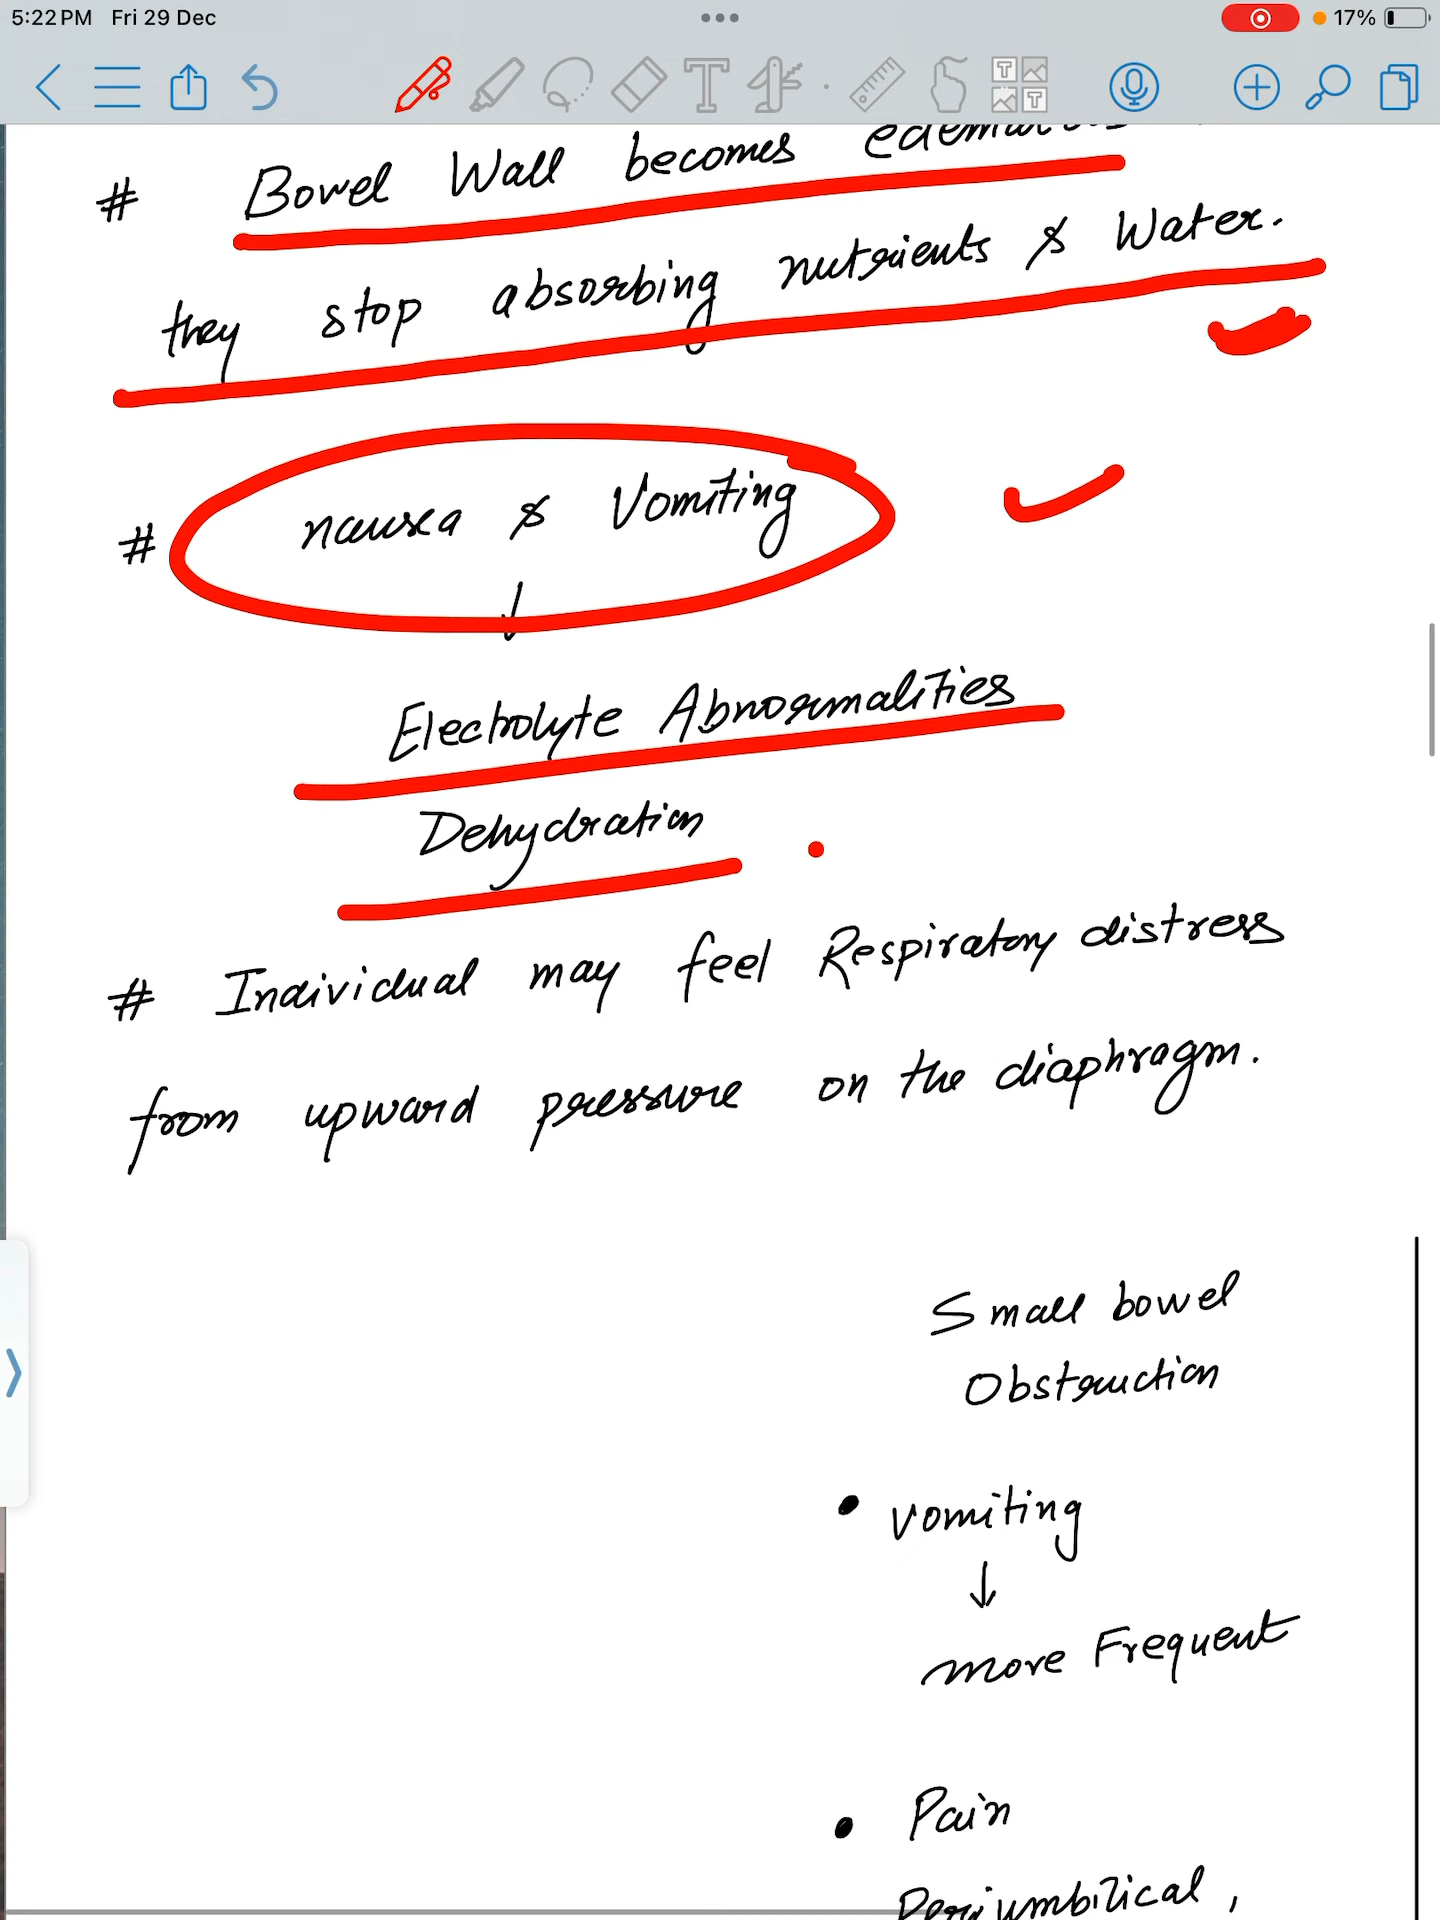 5:22 PM Fri 29 Dec
17%
# Bowel Wall becomes
they stop absorbing nutrients & Water.
# nausea & Vomiting
↓
Electrolyte Abnormalities
Dehydration
# Individual may feel Respiratory distress
from upward pressure on the diaphragm.
Small bowel
Obstruction
• vomiting
↓
more Frequent
• Pain
Periumbilical,